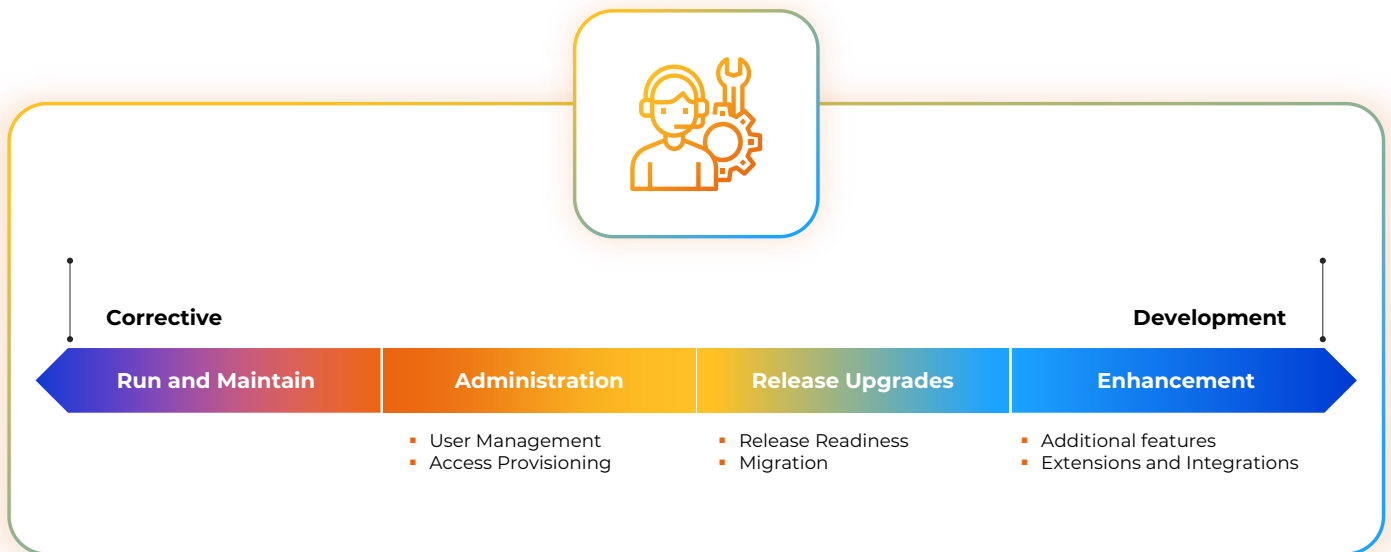 Corrective
Development
Run and Maintain
Administration
Release Upgrades
Enhancement
▪ User Management
▪ Access Provisioning
▪ Release Readiness
▪ Migration
▪ Additional features
▪ Extensions and Integrations